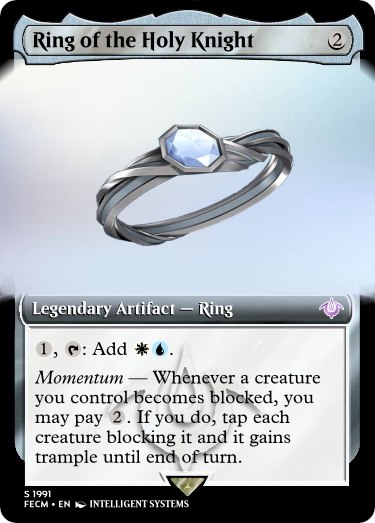 Ring of the Holy Knight 2
Legendary Artifact — Ring
1, T: Add WU.
Momentum — Whenever a creature
you control becomes blocked, you
may pay 2. If you do, tap each
creature blocking it and it gains
trample until end of turn.
S 1991
FECM • EN INTELLIGENT SYSTEMS